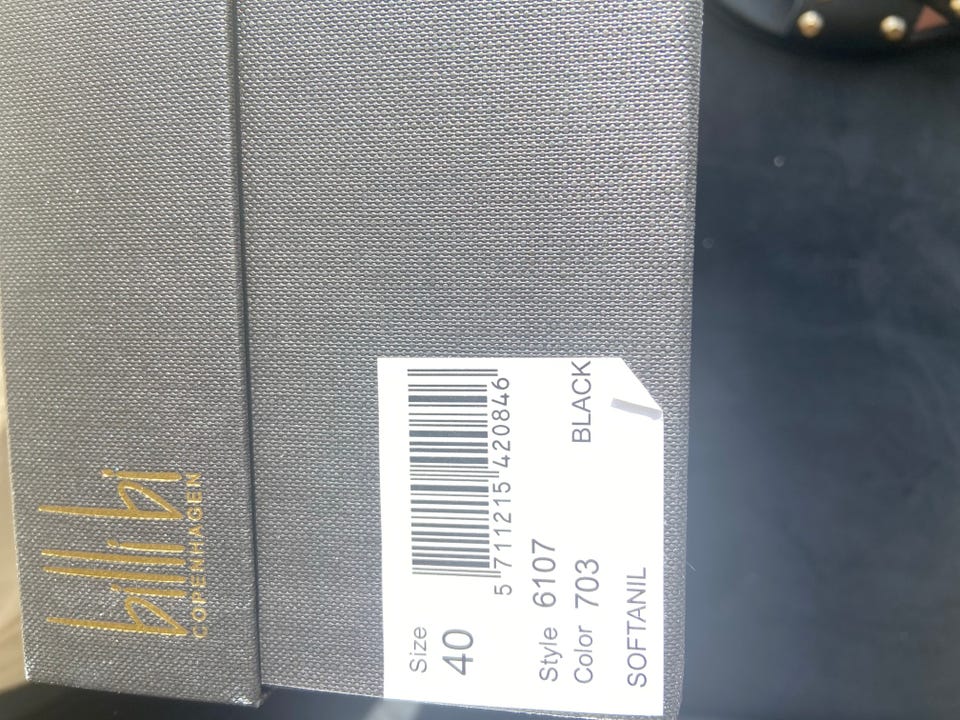 billi bi
COPENHAGEN
Size
40
5 711215 420846
Style 6107
Color 703 BLACK
SOFTANIL